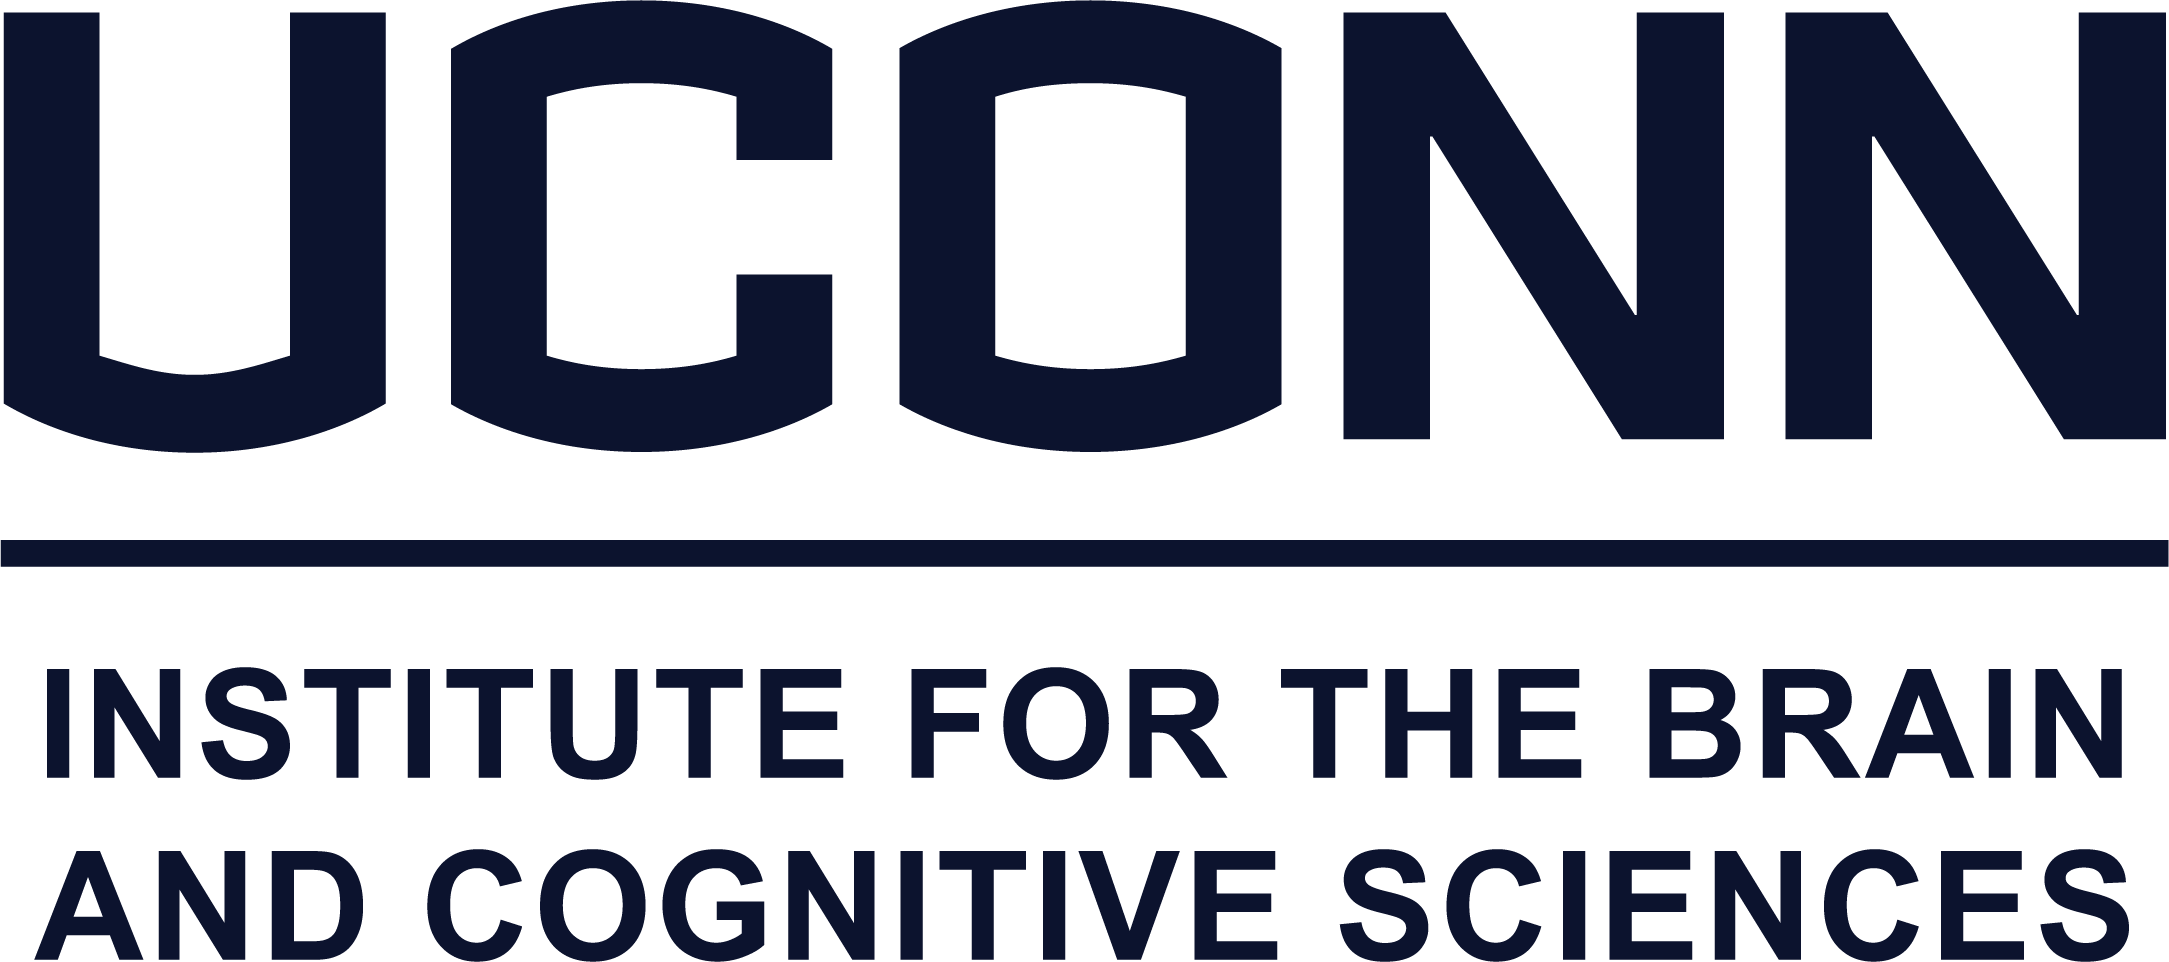 UCONN
INSTITUTE FOR THE BRAIN
AND COGNITIVE SCIENCES